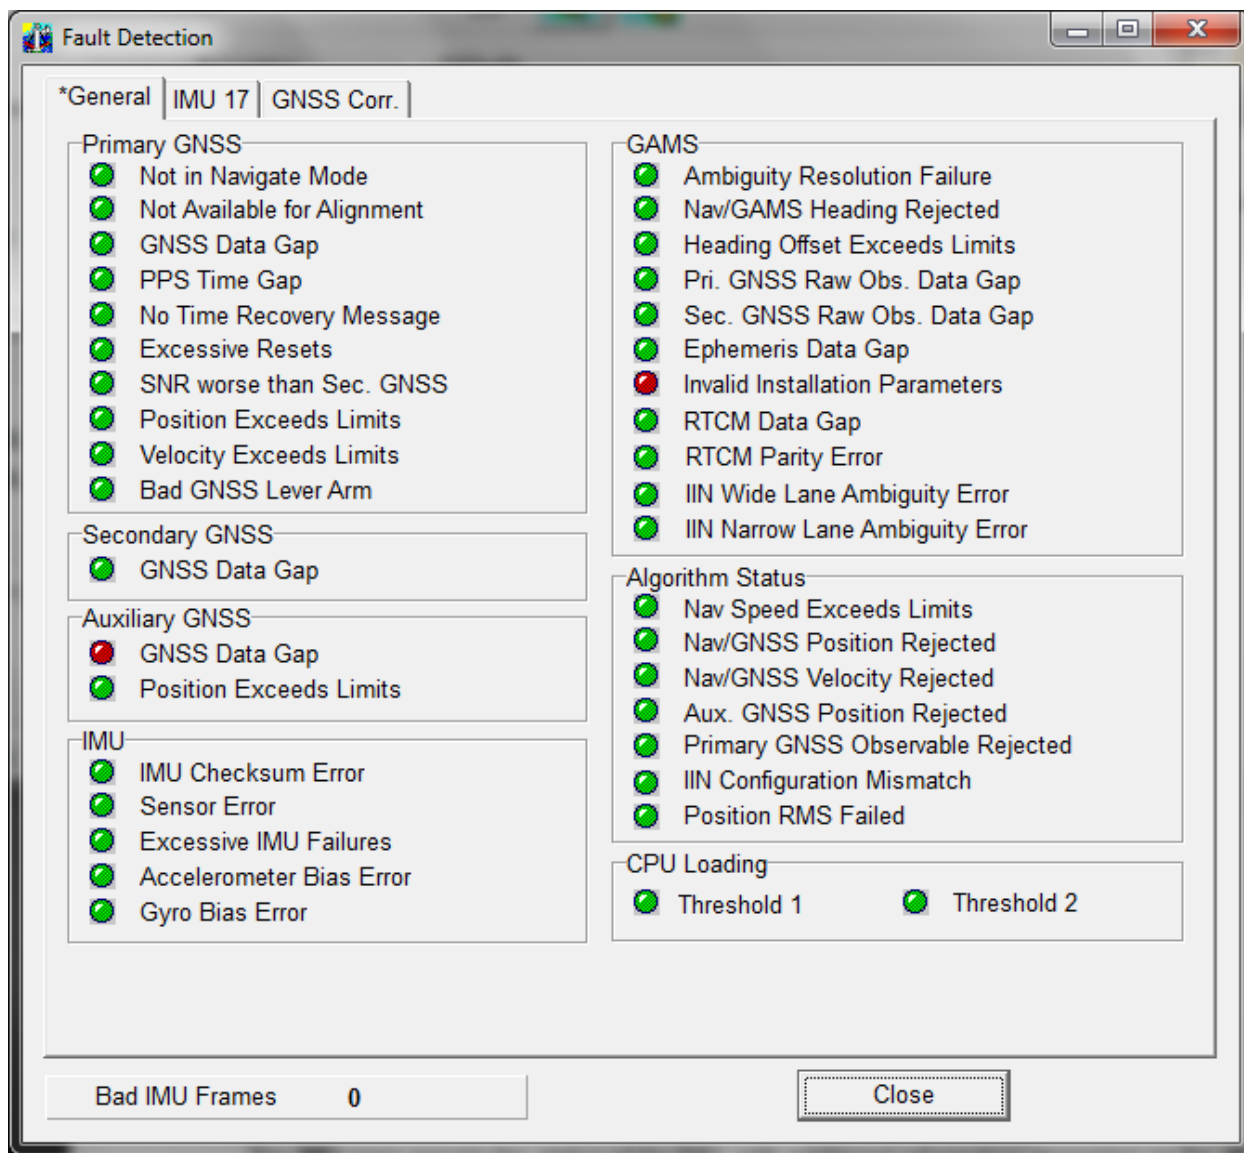 Fault Detection
*General
IMU 17
GNSS Corr.
Primary GNSS
Not in Navigate Mode
Not Available for Alignment
GNSS Data Gap
PPS Time Gap
No Time Recovery Message
Excessive Resets
SNR worse than Sec. GNSS
Position Exceeds Limits
Velocity Exceeds Limits
Bad GNSS Lever Arm
Secondary GNSS
GNSS Data Gap
Auxiliary GNSS
GNSS Data Gap
Position Exceeds Limits
IMU
IMU Checksum Error
Sensor Error
Excessive IMU Failures
Accelerometer Bias Error
Gyro Bias Error
GAMS
Ambiguity Resolution Failure
Nav/GAMS Heading Rejected
Heading Offset Exceeds Limits
Pri. GNSS Raw Obs. Data Gap
Sec. GNSS Raw Obs. Data Gap
Ephemeris Data Gap
Invalid Installation Parameters
RTCM Data Gap
RTCM Parity Error
IIN Wide Lane Ambiguity Error
IIN Narrow Lane Ambiguity Error
Algorithm Status
Nav Speed Exceeds Limits
Nav/GNSS Position Rejected
Nav/GNSS Velocity Rejected
Aux. GNSS Position Rejected
Primary GNSS Observable Rejected
IIN Configuration Mismatch
Position RMS Failed
CPU Loading
Threshold 1
Threshold 2
Bad IMU Frames 0
Close